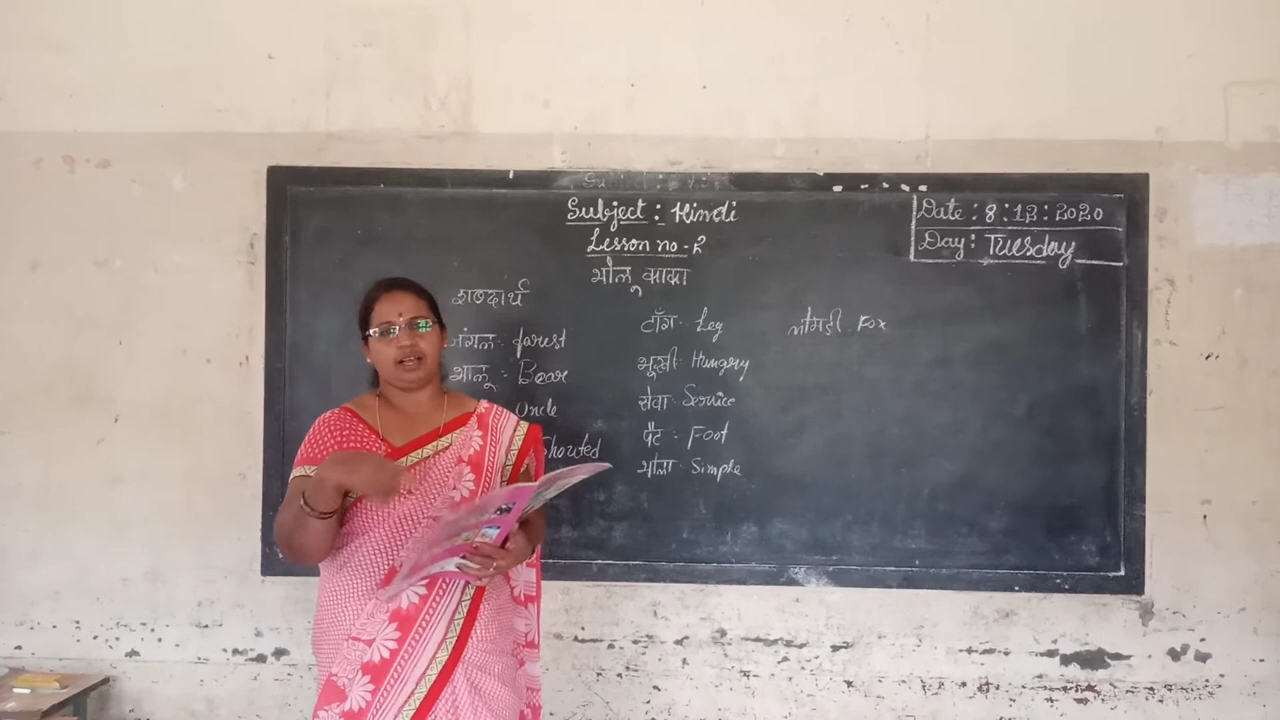 Subject : Hindi
Lesson no - 2
भोलू मामा
Date : 8 : 12 : 2020
Day : Tuesday
शब्दार्थ
जंगल : forest
भालू : Bear
Uncle
Shouted
टाँग : Leg
भूखी : Hungry
सेवा : Service
पैर : Foot
भोला : Simple
लोमडी : Fox